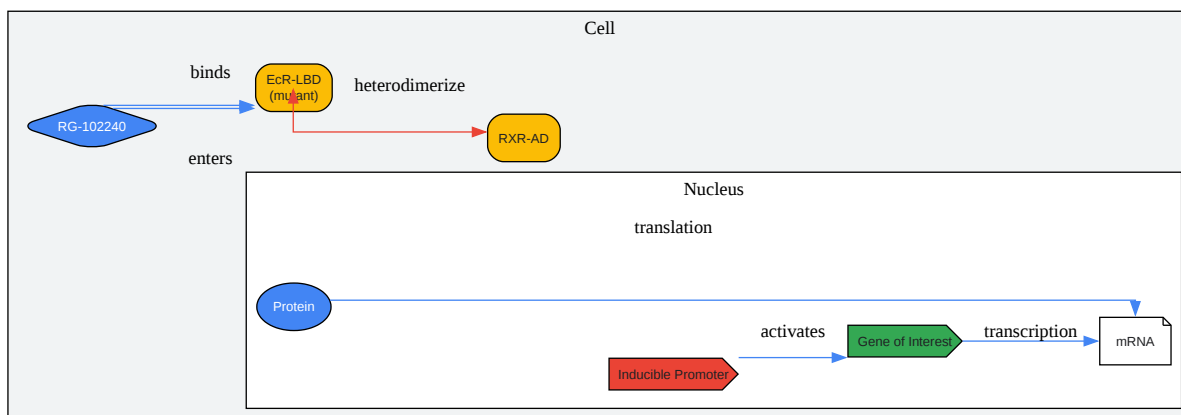 Cell
binds
EcR-LBD
(mutant)
heterodimerize
RG-102240
RXR-AD
enters
Nucleus
translation
Protein
activates
Gene of Interest
transcription
mRNA
Inducible Promoter